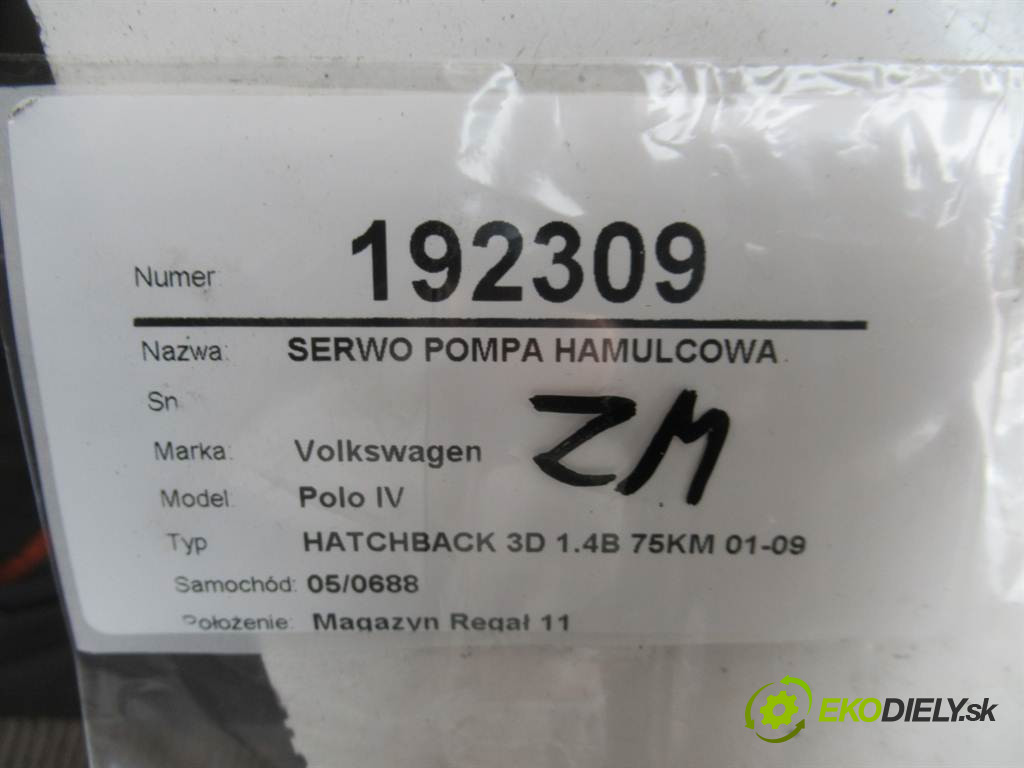 Numer: 192309
Nazwa: SERWO POMPA HAMULCOWA
Sn
Marka: Volkswagen
ZM
Model: Polo IV
Typ HATCHBACK 3D 1.4B 75KM 01-09
Samochód: 05/0688
Położenie: Magazyn Regał 11
EKODIELY.sk